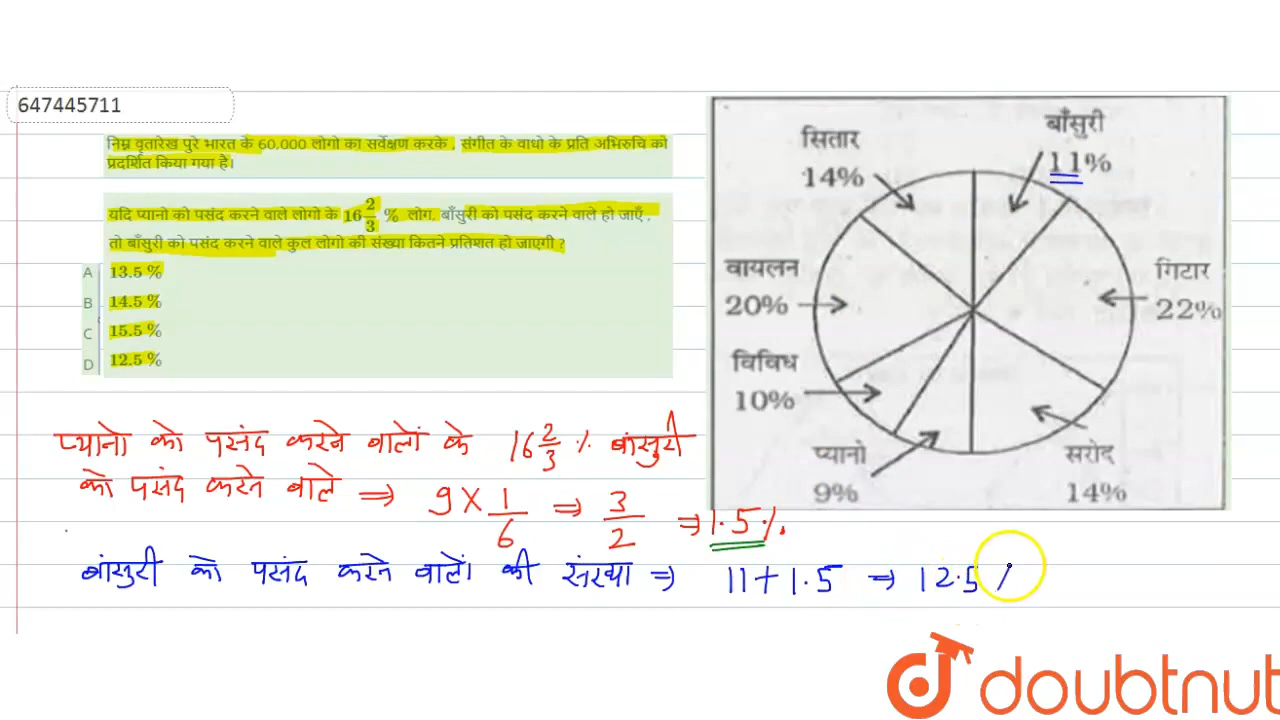 647445711
निम्न वृतारेख पुरे भारत के 60.000 लोगो का सर्वेक्षण करके , संगीत के वाधो के प्रति अभिरुचि को
प्रदर्शित किया गया है।
यदि प्यानो को पसंद करने वाले लोगो के 16 2/3 % लोग. बाँसुरी को पसंद करने वाले हो जाएँ ,
तो बाँसुरी को पसंद करने वाले कुल लोगो की संख्या कितने प्रतिशत हो जाएगी ?
A 13.5 %
B 14.5 %
C 15.5 %
D 12.5 %
सितार
14%
बाँसुरी
11%
वायलन
20%
गिटार
22%
विविध
10%
प्यानो
9%
सरोद
14%
प्यानो को पसंद करने वालों के 16 2/3 % बांसुरी
को पसंद करने वाले ⇒ 9 X 1/6 ⇒ 3/2 ⇒ 1.5 %
बांसुरी को पसंद करने वालों की संख्या ⇒ 11 + 1.5 ⇒ 12.5 /
doubtnut